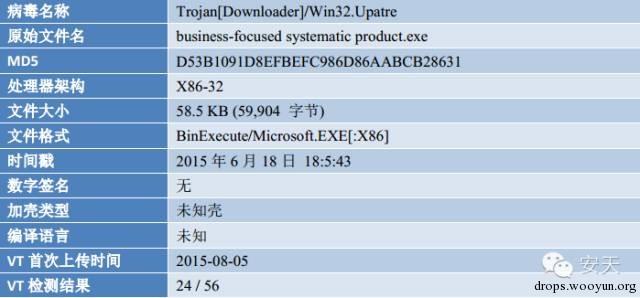 病毒名称 Trojan[Downloader]/Win32.Upatre
原始文件名 business-focused systematic product.exe
MD5 D53B1091D8EFBEFC986D86AABCB28631
处理器架构 X86-32
文件大小 58.5 KB (59,904 字节)
文件格式 BinExecute/Microsoft.EXE[:X86]
时间戳 2015 年 6 月 18 日 18:5:43
数字签名 无
加壳类型 未知壳
编译语言 未知
VT 首次上传时间 2015-08-05
VT 检测结果 24 / 56
安天
drops.wooyun.org